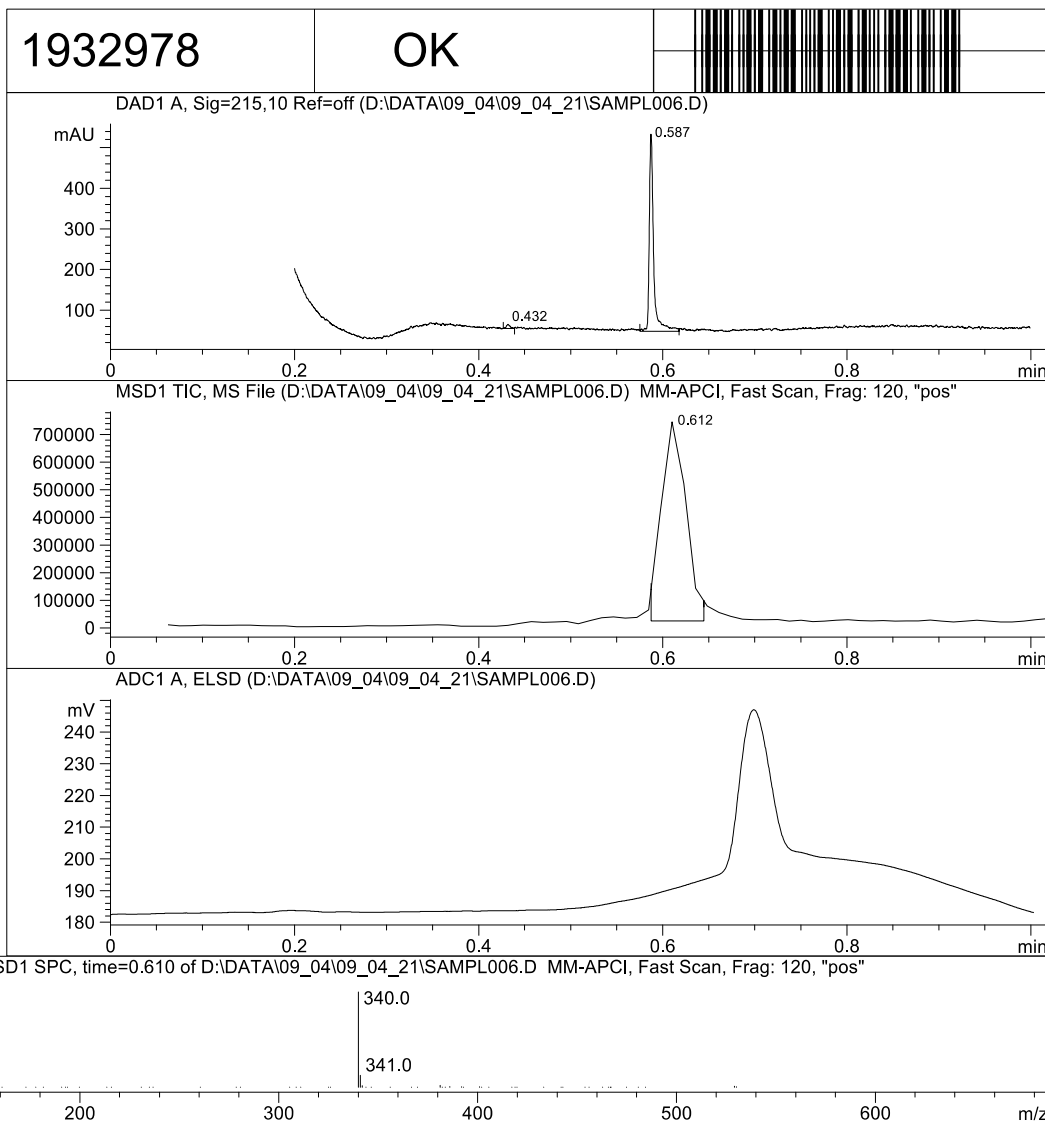 1932978 OK
DAD1 A, Sig=215,10 Ref=off (D:\DATA\09_04\09_04_21\SAMPL006.D)
mAU
400
300
200
100
0.432
0.587
0 0.2 0.4 0.6 0.8 min
MSD1 TIC, MS File (D:\DATA\09_04\09_04_21\SAMPL006.D) MM-APCI, Fast Scan, Frag: 120, "pos"
700000
600000
500000
400000
300000
200000
100000
0
0.612
0 0.2 0.4 0.6 0.8 min
ADC1 A, ELSD (D:\DATA\09_04\09_04_21\SAMPL006.D)
mV
240
230
220
210
200
190
180
0 0.2 0.4 0.6 0.8 min
SD1 SPC, time=0.610 of D:\DATA\09_04\09_04_21\SAMPL006.D MM-APCI, Fast Scan, Frag: 120, "pos"
340.0
341.0
200 300 400 500 600 m/z